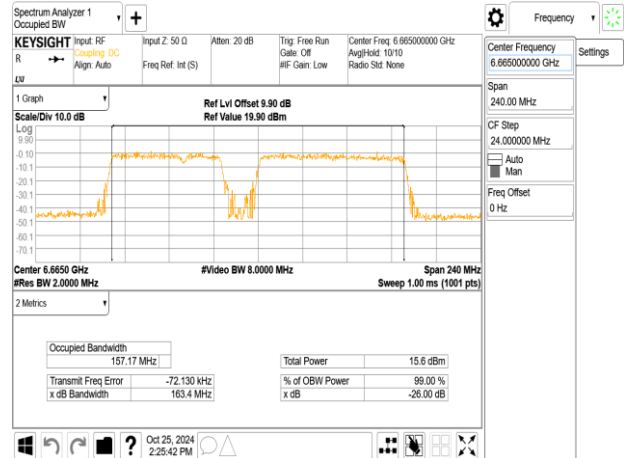 Spectrum Analyzer 1
Occupied BW
Frequency
KEYSIGHT Input: RF Input Z: 50 Ω Atten: 20 dB Trig: Free Run Center Freq: 6.665000000 GHz
R Coupling: DC Gate: Off Avg|Hold: 10/10
Align: Auto Freq Ref: Int (S) #IF Gain: Low Radio Std: None
LXI
Center Frequency
6.665000000 GHz
Settings
Span
240.00 MHz
CF Step
24.000000 MHz
Auto
Man
Freq Offset
0 Hz
1 Graph
Ref Lvl Offset 9.90 dB
Scale/Div 10.0 dB Ref Value 19.90 dBm
Log
9.90
-0.10
-10.1
-20.1
-30.1
-40.1
-50.1
-60.1
-70.1
Center 6.6650 GHz #Video BW 8.0000 MHz Span 240 MHz
#Res BW 2.0000 MHz Sweep 1.00 ms (1001 pts)
2 Metrics
Occupied Bandwidth
157.17 MHz Total Power 15.6 dBm
Transmit Freq Error -72.130 kHz % of OBW Power 99.00 %
x dB Bandwidth 163.4 MHz x dB -26.00 dB
? Oct 25, 2024
2:25:42 PM